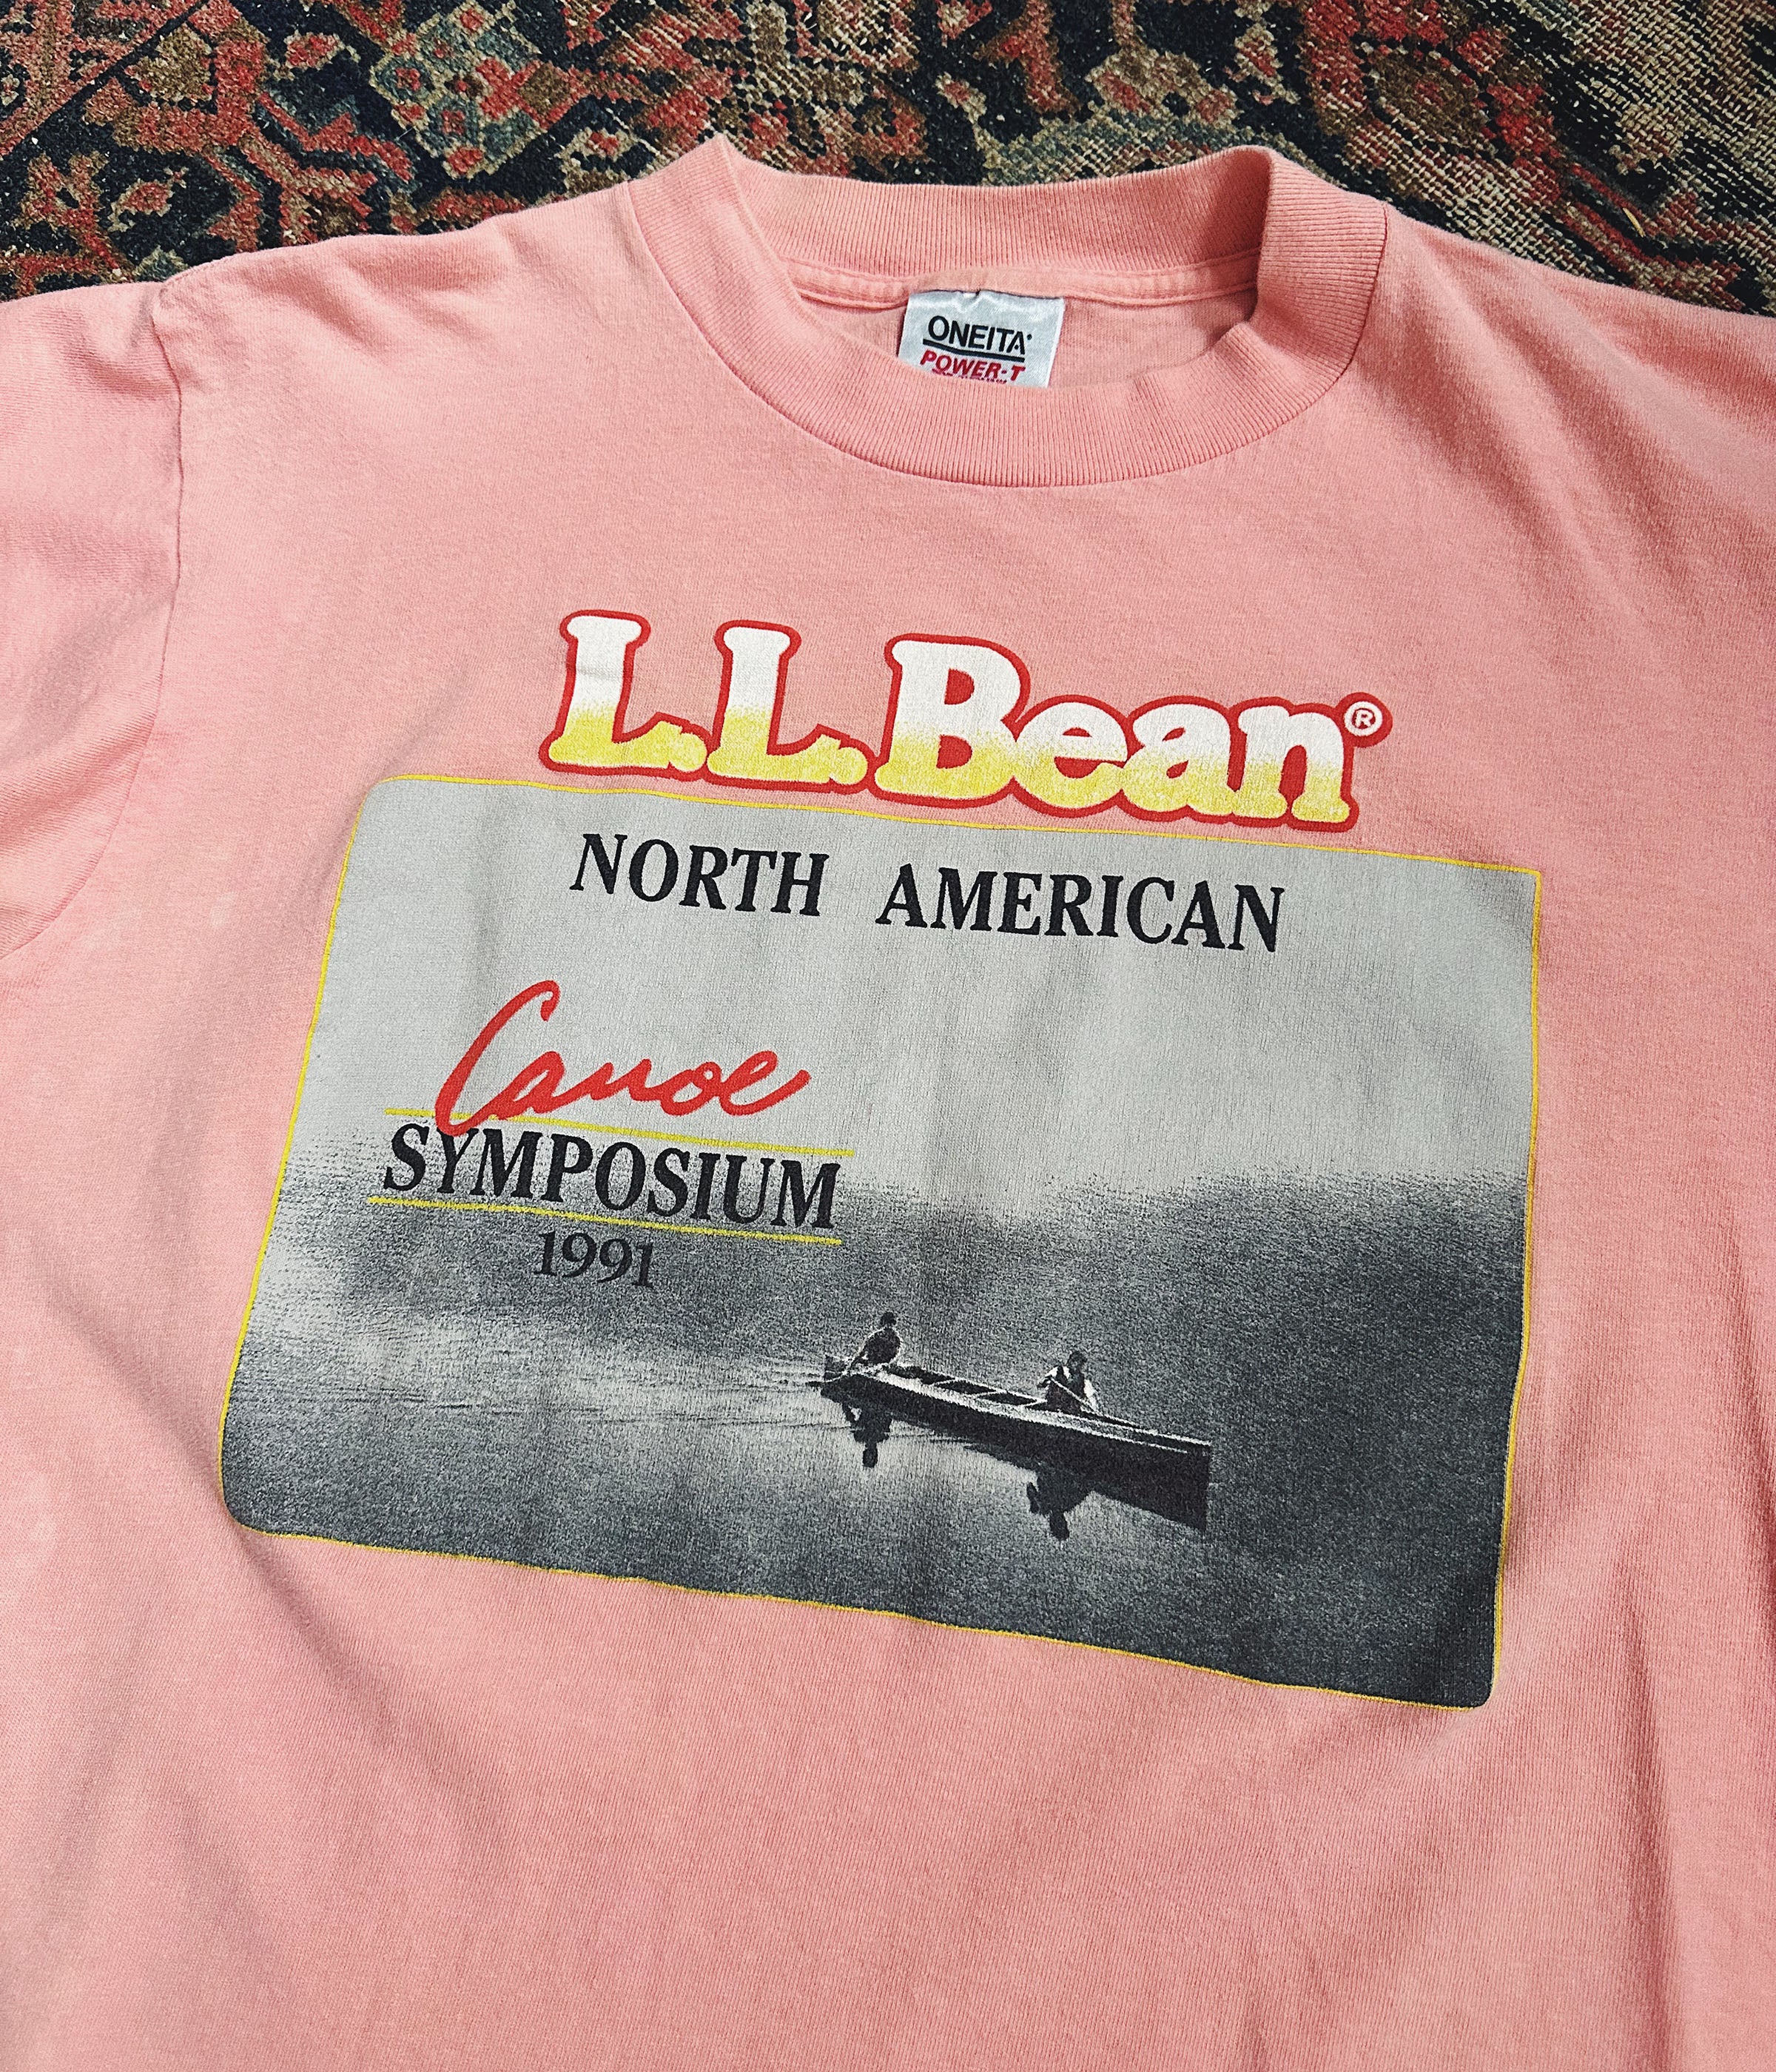 ONEITA
POWER-T
L.L.Bean®
NORTH AMERICAN
Canoe
SYMPOSIUM
1991